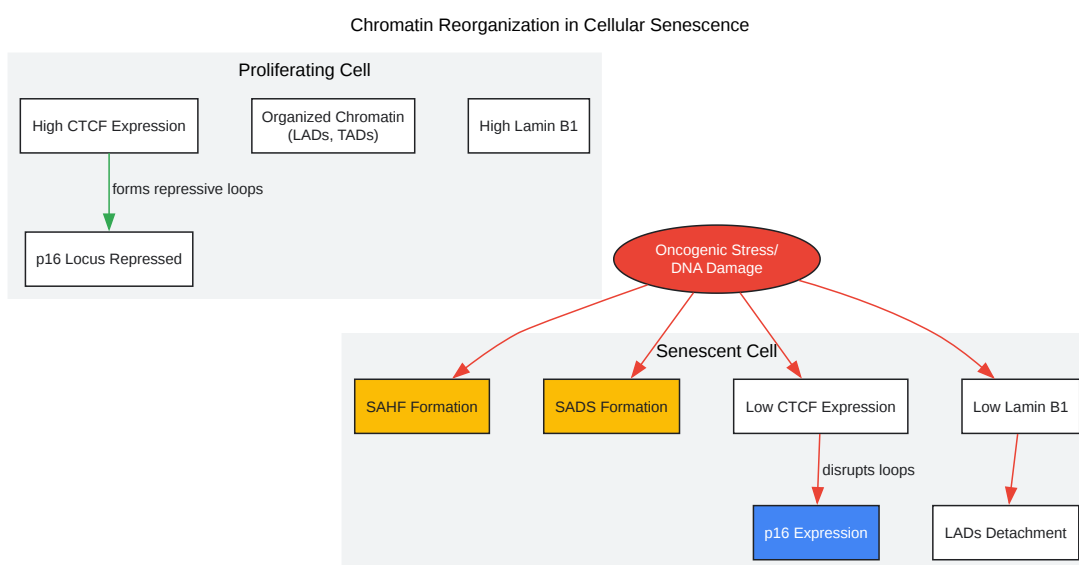 Chromatin Reorganization in Cellular Senescence
Proliferating Cell
High CTCF Expression
Organized Chromatin
(LADs, TADs)
High Lamin B1
forms repressive loops
p16 Locus Repressed
Oncogenic Stress/
DNA Damage
Senescent Cell
SAHF Formation
SADS Formation
Low CTCF Expression
Low Lamin B1
disrupts loops
p16 Expression
LADs Detachment